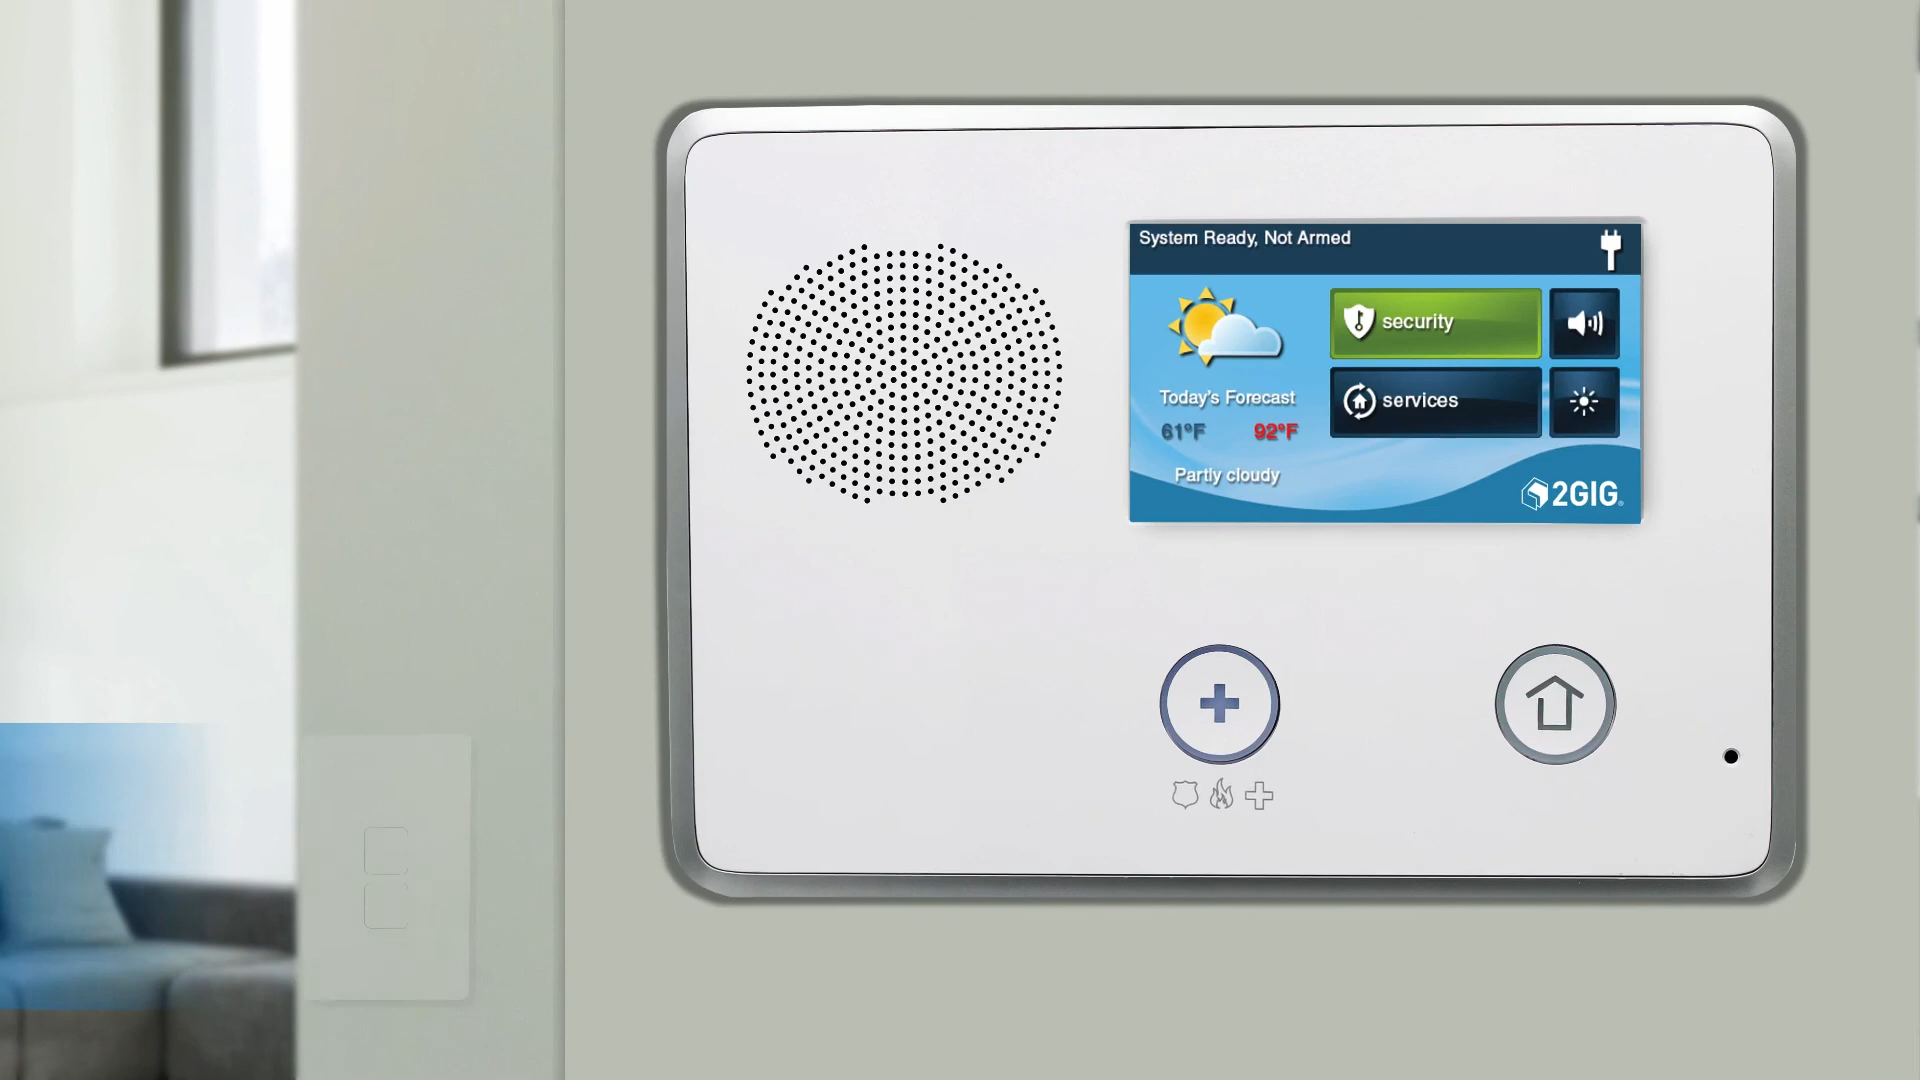 System Ready, Not Armed
security
services
Today's Forecast
61°F 92°F
Partly cloudy
2GIG®